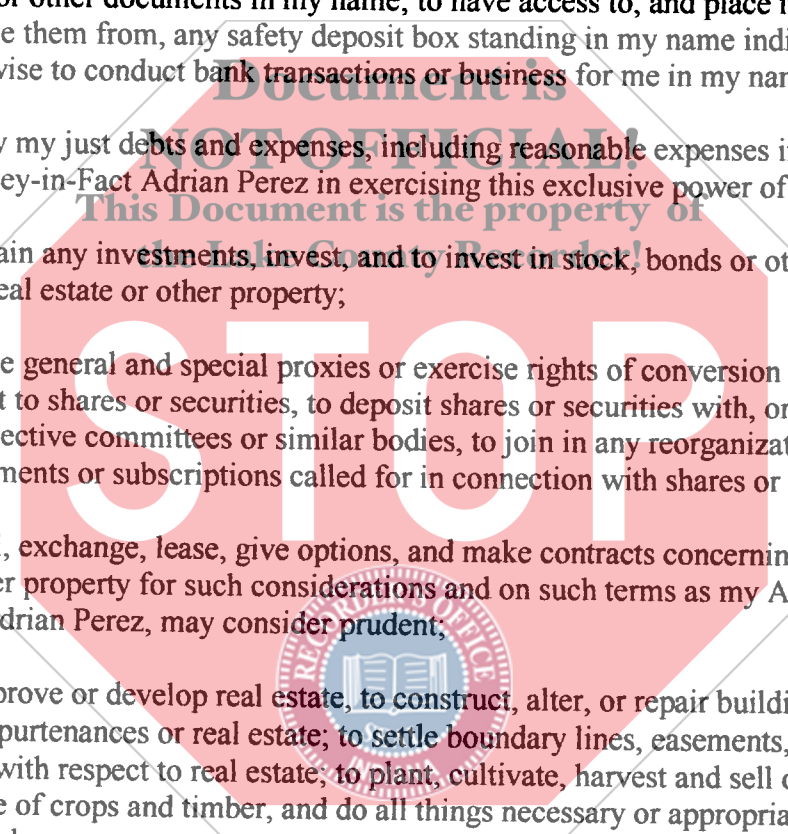 or other documents in my name, to have access to, and place i
e them from, any safety deposit box standing in my name indi
vise to conduct bank transactions or business for me in my nam
Document is
y my just debts and expenses, including reasonable expenses i
NOT OFFICIAL!
ey-in-Fact Adrian Perez in exercising this exclusive power of
This Document is the property of
the Lake County Recorder!
ain any investments, invest, and to invest in stock, bonds or ot
eal estate or other property;
STOP
e general and special proxies or exercise rights of conversion
t to shares or securities, to deposit shares or securities with, or
ective committees or similar bodies, to join in any reorganizat
ments or subscriptions called for in connection with shares or
, exchange, lease, give options, and make contracts concernin
er property for such considerations and on such terms as my A
drian Perez, may consider prudent;
RECORDER'S OFFICE
prove or develop real estate, to construct, alter, or repair buildi
purtenances or real estate; to settle boundary lines, easements,
with respect to real estate; to plant, cultivate, harvest and sell
e of crops and timber, and do all things necessary or appropria